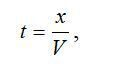 t = x/V,